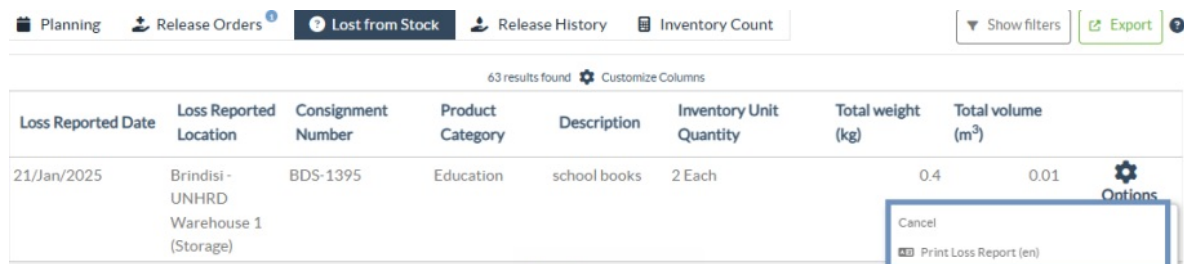 Planning Release Orders i Lost from Stock Release History Inventory Count Show filters Export
63 results found Customize Columns
Loss Reported Date Loss Reported Location Consignment Number Product Category Description Inventory Unit Quantity Total weight (kg) Total volume (m³)
21/Jan/2025 Brindisi - UNHRD Warehouse 1 (Storage) BDS-1395 Education school books 2 Each 0.4 0.01 Options
Cancel
Print Loss Report (en)